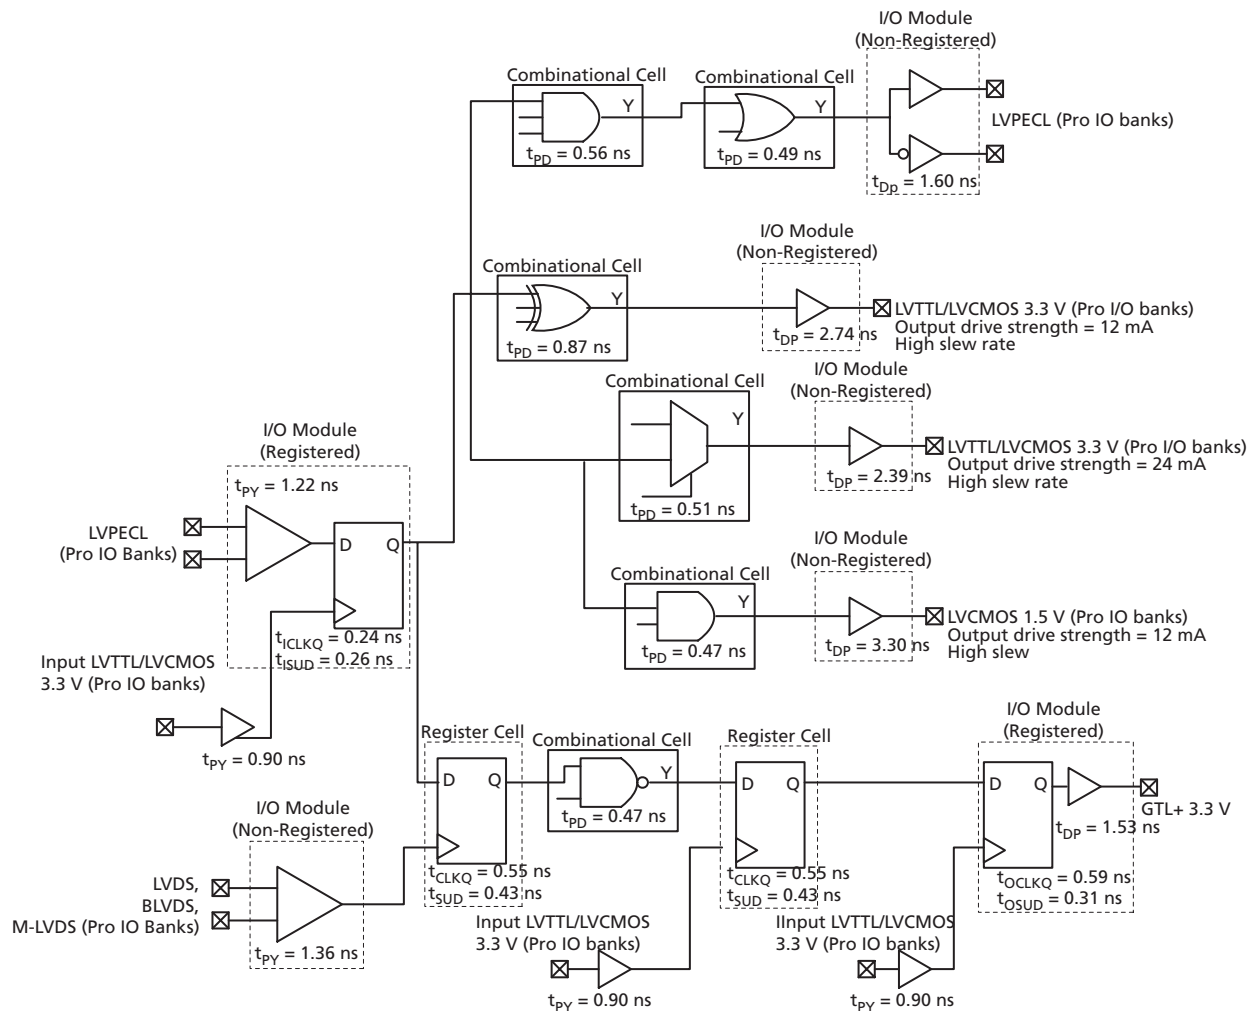 I/O Module
(Non-Registered)
Combinational Cell
Combinational Cell
Y
Y
LVPECL (Pro IO banks)
tPD = 0.56 ns
tPD = 0.49 ns
tDp = 1.60 ns
I/O Module
(Non-Registered)
Combinational Cell
Y
LVTTL/LVCMOS 3.3 V (Pro I/O banks)
Output drive strength = 12 mA
High slew rate
tPD = 0.87 ns
tDP = 2.74 ns
I/O Module
(Non-Registered)
Combinational Cell
Y
LVTTL/LVCMOS 3.3 V (Pro I/O banks)
Output drive strength = 24 mA
High slew rate
tPD = 0.51 ns
tDP = 2.39 ns
I/O Module
(Registered)
tPY = 1.22 ns
LVPECL
(Pro IO Banks)
D
Q
tICLKQ = 0.24 ns
tISUD = 0.26 ns
I/O Module
(Non-Registered)
Combinational Cell
Y
LVCMOS 1.5 V (Pro IO banks)
Output drive strength = 12 mA
High slew
tPD = 0.47 ns
tDP = 3.30 ns
Input LVTTL/LVCMOS
3.3 V (Pro IO banks)
tPY = 0.90 ns
Register Cell
D
Q
tCLKQ = 0.55 ns
tSUD = 0.43 ns
Combinational Cell
Y
tPD = 0.47 ns
Register Cell
D
Q
tCLKQ = 0.55 ns
tSUD = 0.43 ns
I/O Module
(Registered)
D
Q
tDP = 1.53 ns
GTL+ 3.3 V
tOCLKQ = 0.59 ns
tOSUD = 0.31 ns
I/O Module
(Non-Registered)
LVDS,
BLVDS,
M-LVDS (Pro IO Banks)
tPY = 1.36 ns
Input LVTTL/LVCMOS
3.3 V (Pro IO banks)
tPY = 0.90 ns
IInput LVTTL/LVCMOS
3.3 V (Pro IO banks)
tPY = 0.90 ns